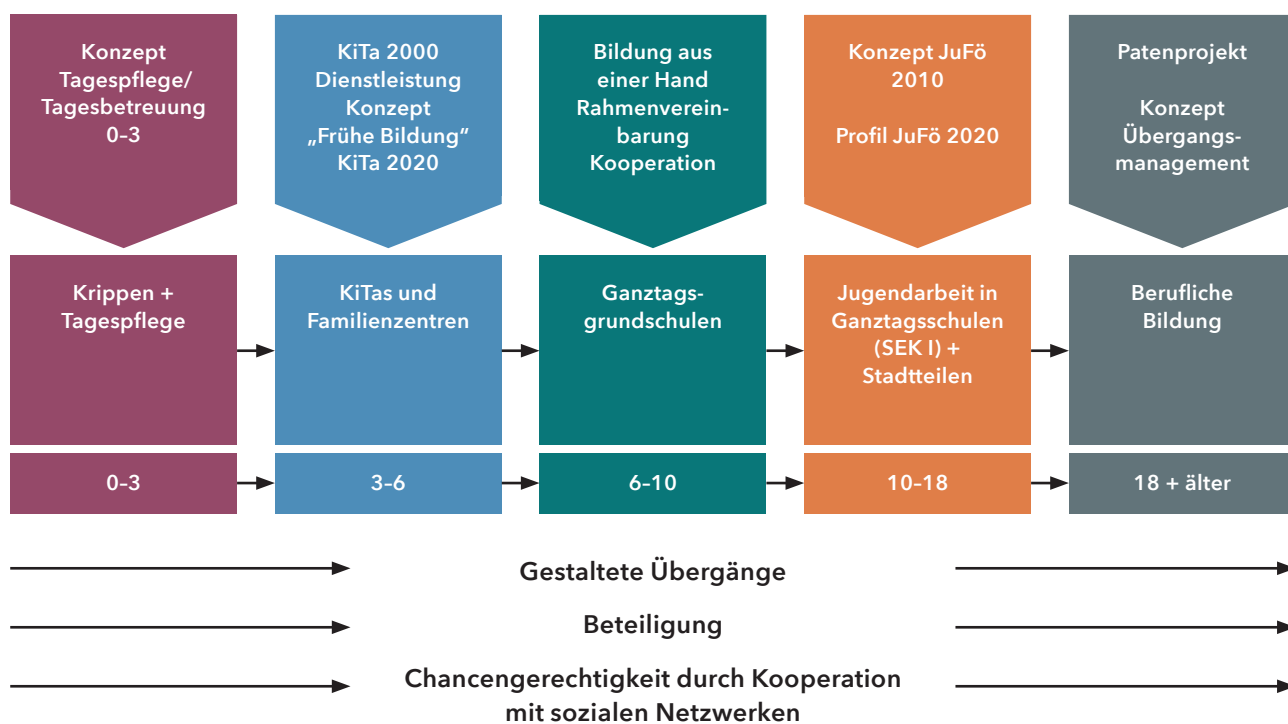 Konzept
Tagespflege/
Tagesbetreuung
0–3
KiTa 2000
Dienstleistung
Konzept
„Frühe Bildung“
KiTa 2020
Bildung aus
einer Hand
Rahmenverein-
barung
Kooperation
Konzept JuFö
2010
Profil JuFö 2020
Patenprojekt
Konzept
Übergangs-
management
Krippen +
Tagespflege
KiTas und
Familienzentren
Ganztags-
grundschulen
Jugendarbeit in
Ganztagsschulen
(SEK I) +
Stadtteilen
Berufliche
Bildung
0–3
3–6
6–10
10–18
18 + älter
Gestaltete Übergänge
Beteiligung
Chancengerechtigkeit durch Kooperation
mit sozialen Netzwerken